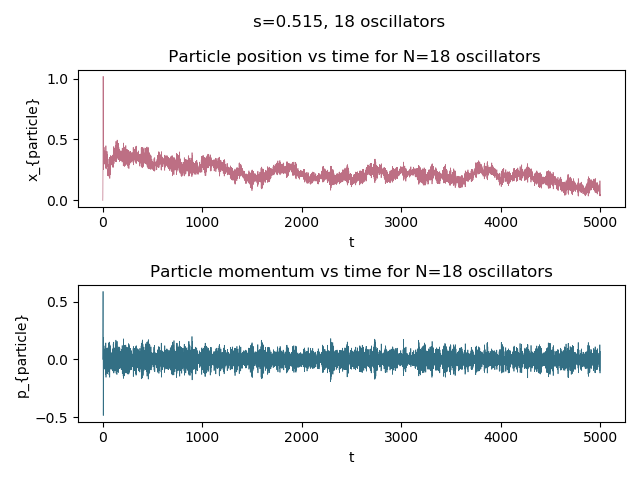 s=0.515, 18 oscillators
Particle position vs time for N=18 oscillators
1.0
0.5
0.0
x_{particle}
0 1000 2000 3000 4000 5000
t
Particle momentum vs time for N=18 oscillators
0.5
0.0
−0.5
p_{particle}
0 1000 2000 3000 4000 5000
t